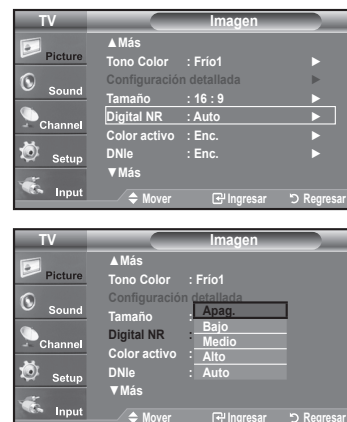 TV Imagen
▲Más
Picture
Tono Color : Frío1 ►
Configuración detallada ►
Sound
Tamaño : 16 : 9 ►
Digital NR : Auto ►
Channel
Color activo : Enc. ►
DNIe : Enc. ►
Setup
▼Más
Input
Mover Ingresar Regresar
TV Imagen
▲Más
Picture
Tono Color : Frío1
Configuración detallada
Sound
Tamaño : Apag.
Bajo
Digital NR : Medio
Channel
Color activo : Alto
DNIe : Auto
Setup
▼Más
Input
Mover Ingresar Regresar